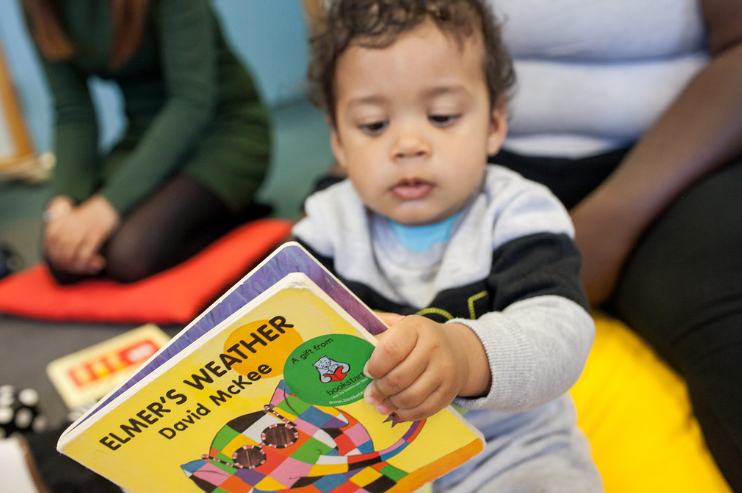 ELMER'S WEATHER
David McKee
A gift from
bookstart